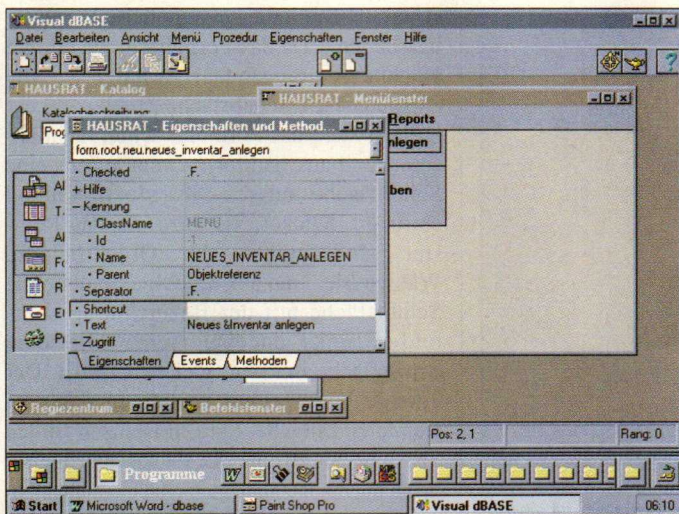 Visual dBASE
Datei Bearbeiten Ansicht Menü Prozedur Eigenschaften Fenster Hilfe
HAUSRAT - Katalog
Katalogbeschreibung:
HAUSRAT - Menüfenster
Reports
HAUSRAT - Eigenschaften und Method...
form.root.neu.neues_inventar_anlegen
nlegen
ben
Checked .F.
+ Hilfe
– Kennung
ClassName MENU
Id -1
Name NEUES_INVENTAR_ANLEGEN
Parent Objektreferenz
Separator .F.
Shortcut
Text Neues &Inventar anlegen
– Zugriff
Eigenschaften Events Methoden
Regiezentrum Befehlsfenster
Pos: 2, 1 Rang: 0
Programme
Start Microsoft Word - dbase Paint Shop Pro Visual dBASE 06:10